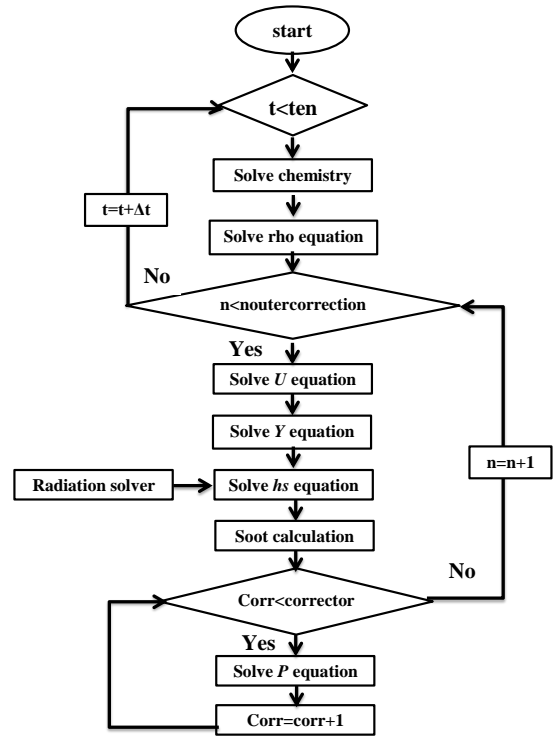 start
t<ten
Solve chemistry
t=t+Δt
Solve rho equation
No
n<noutercorrection
Yes
Solve U equation
Solve Y equation
n=n+1
Radiation solver
Solve hs equation
Soot calculation
No
Corr<corrector
Yes
Solve P equation
Corr=corr+1